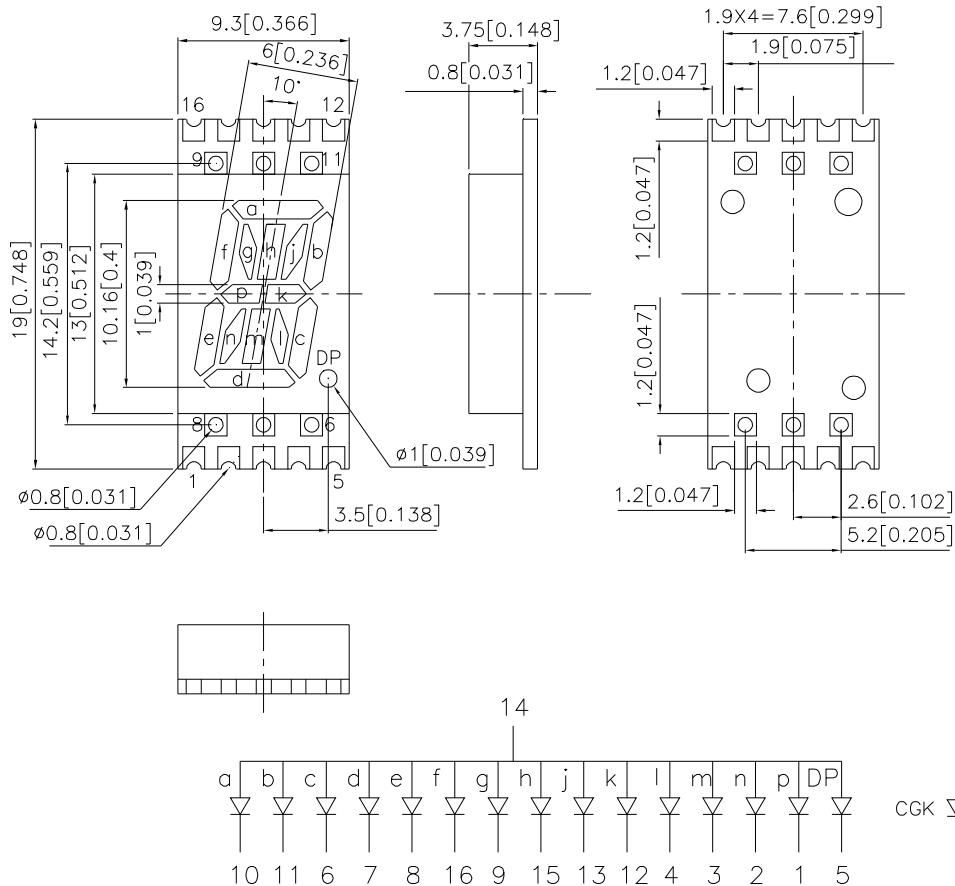 9.3[0.366]
6[0.236]
10°
16 12
9 11
a
f g h j b
p k
e n m l c
d DP
8 6
1 5
19[0.748]
14.2[0.559]
13[0.512]
10.16[0.4]
1[0.039]
ø0.8[0.031]
ø0.8[0.031]
ø1[0.039]
3.5[0.138]
3.75[0.148]
0.8[0.031]
1.9X4=7.6[0.299]
1.9[0.075]
1.2[0.047]
1.2[0.047]
1.2[0.047]
1.2[0.047]
2.6[0.102]
5.2[0.205]
14
a b c d e f g h j k l m n p DP
CGK
10 11 6 7 8 16 9 15 13 12 4 3 2 1 5